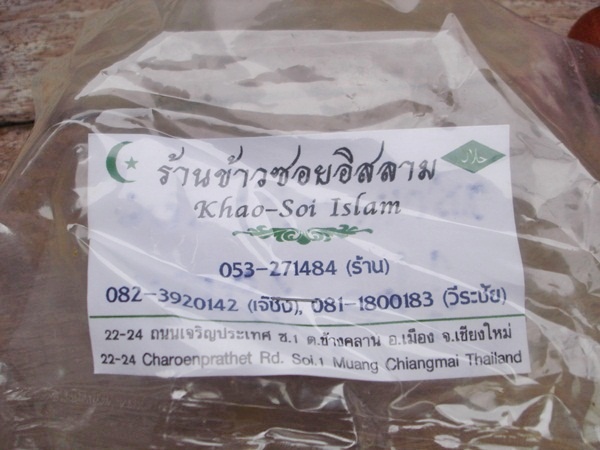 ร้านข้าวซอยอิสลาม
حلال
Khao-Soi Islam
053-271484 (ร้าน)
082-3920142 (เจ๊ชิง), 081-1800183 (วีระชัย)
22-24 ถนนเจริญประเทศ ซ.1 ต.ช้างคลาน อ.เมือง จ.เชียงใหม่
22-24 Charoenprathet Rd. Soi.1 Muang Chiangmai Thailand